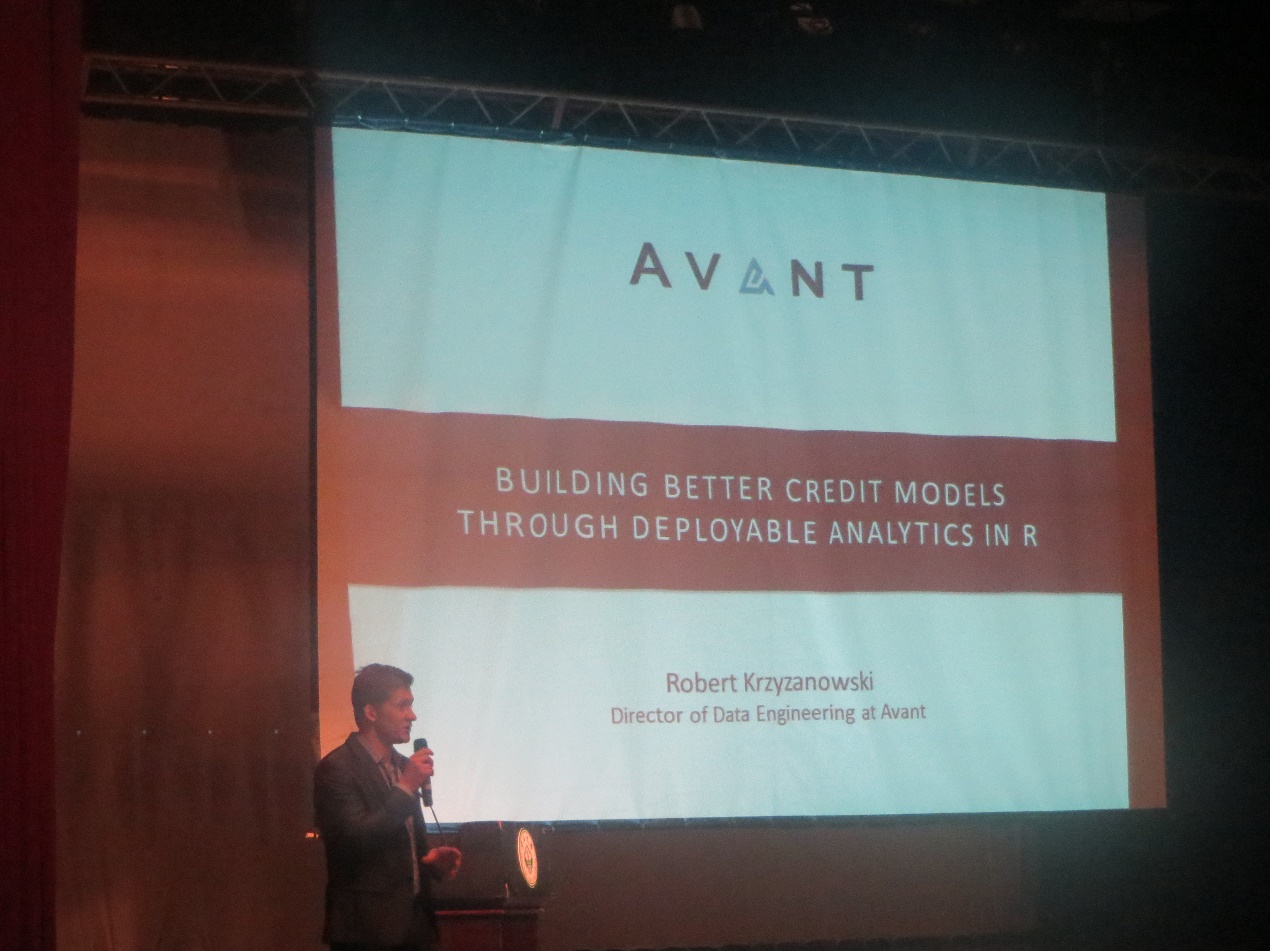 AVANT
BUILDING BETTER CREDIT MODELS
THROUGH DEPLOYABLE ANALYTICS IN R
Robert Krzyzanowski
Director of Data Engineering at Avant